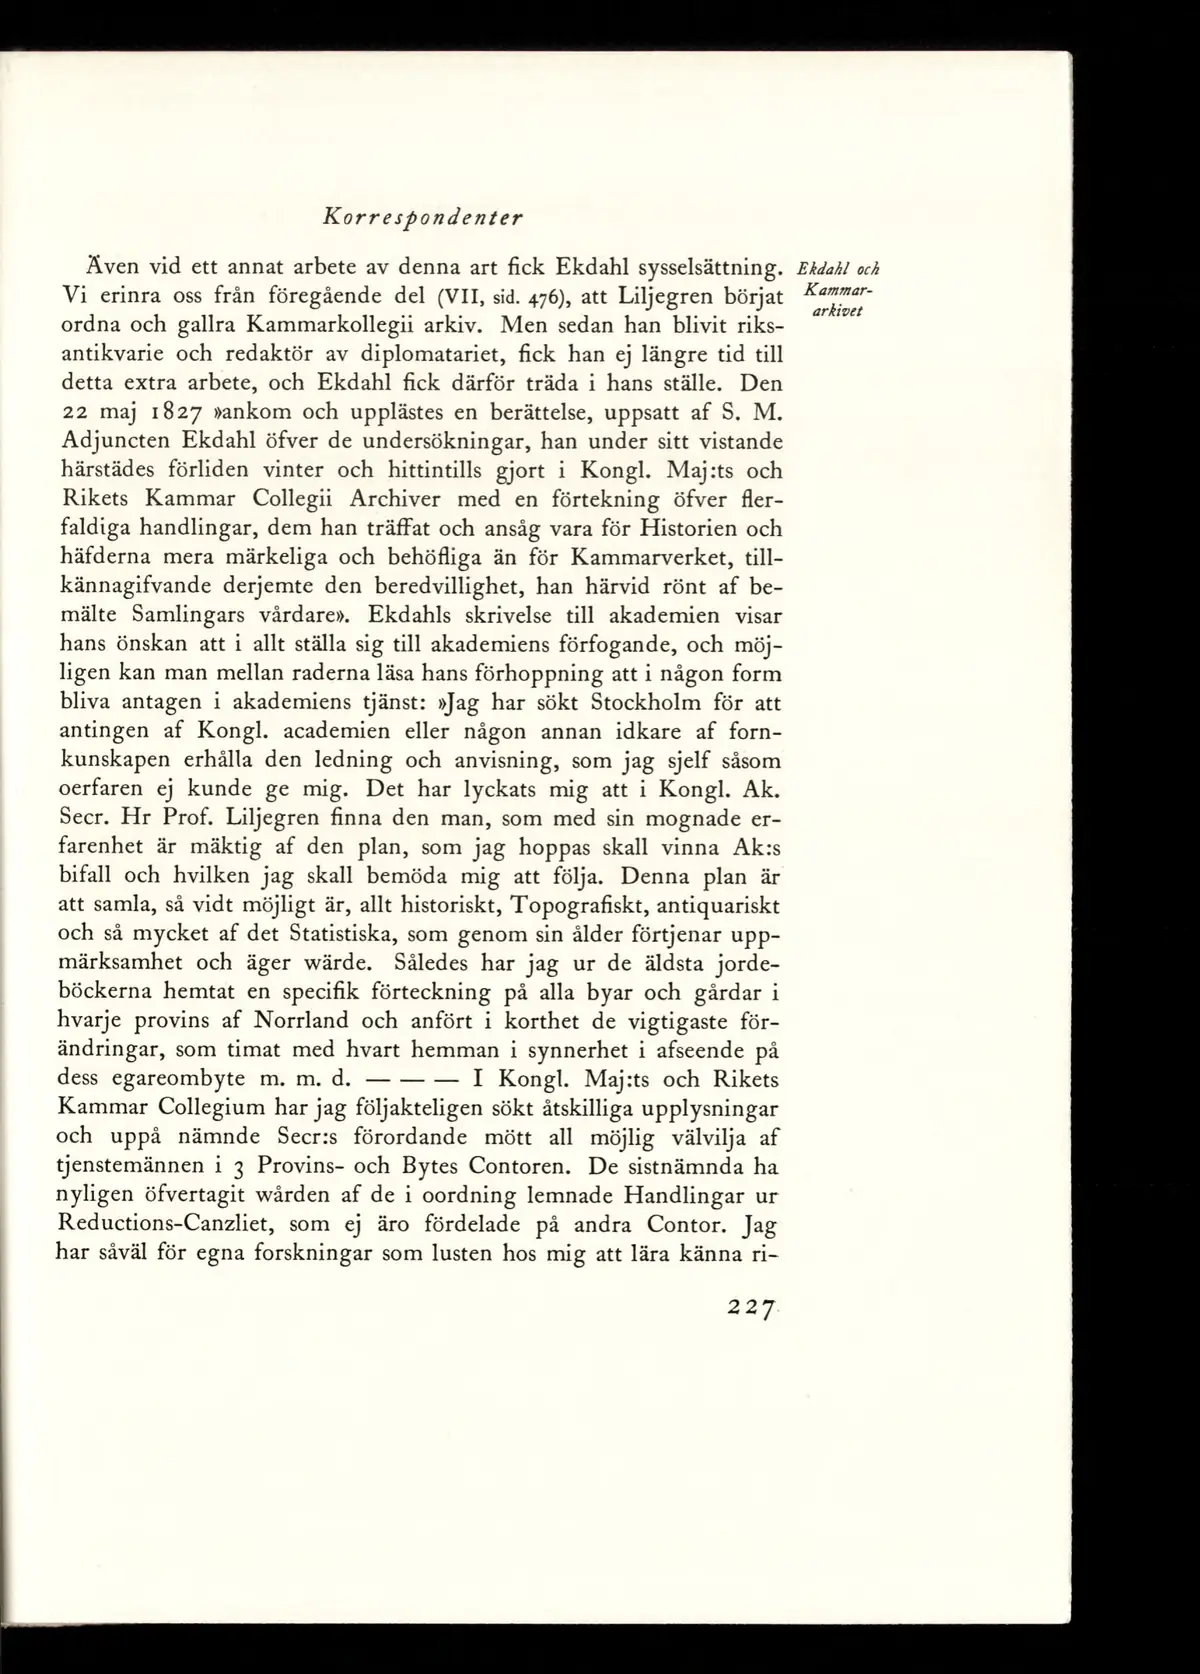 Korrespondenter
Även vid ett annat arbete av denna art fick Ekdahl sysselsättning.
Vi erinra oss från föregående del (VII, sid. 476), att Liljegren börjat
ordna och gallra Kammarkollegii arkiv. Men sedan han blivit riks-
antikvarie och redaktör av diplomatariet, fick han ej längre tid till
detta extra arbete, och Ekdahl fick därför träda i hans ställe. Den
22 maj 1827 »ankom och upplästes en berättelse, uppsatt af S. M.
Adjuncten Ekdahl öfver de undersökningar, han under sitt vistande
härstädes förliden vinter och hittintills gjort i Kongl. Maj:ts och
Rikets Kammar Collegii Archiver med en förtekning öfver fler-
faldiga handlingar, dem han träffat och ansåg vara för Historien och
häfderna mera märkeliga och behöfliga än för Kammarverket, till-
kännagifvande derjemte den beredvillighet, han härvid rönt af be-
mälte Samlingars vårdare». Ekdahls skrivelse till akademien visar
hans önskan att i allt ställa sig till akademiens förfogande, och möj-
ligen kan man mellan raderna läsa hans förhoppning att i någon form
bliva antagen i akademiens tjänst: »Jag har sökt Stockholm för att
antingen af Kongl. academien eller någon annan idkare af forn-
kunskapen erhålla den ledning och anvisning, som jag sjelf såsom
oerfaren ej kunde ge mig. Det har lyckats mig att i Kongl. Ak.
Secr. Hr Prof. Liljegren finna den man, som med sin mognade er-
farenhet är mäktig af den plan, som jag hoppas skall vinna Ak:s
bifall och hvilken jag skall bemöda mig att följa. Denna plan är
att samla, så vidt möjligt är, allt historiskt, Topografiskt, antiquariskt
och så mycket af det Statistiska, som genom sin ålder förtjenar upp-
märksamhet och äger wärde. Således har jag ur de äldsta jorde-
böckerna hemtat en specifik förteckning på alla byar och gårdar i
hvarje provins af Norrland och anfört i korthet de vigtigaste för-
ändringar, som timat med hvart hemman i synnerhet i afseende på
dess egareombyte m. m. d. — — — I Kongl. Maj:ts och Rikets
Kammar Collegium har jag följakteligen sökt åtskilliga upplysningar
och uppå nämnde Secr:s förordande mött all möjlig välvilja af
tjenstemännen i 3 Provins- och Bytes Contoren. De sistnämnda ha
nyligen öfvertagit wården af de i oordning lemnade Handlingar ur
Reductions-Canzliet, som ej äro fördelade på andra Contor. Jag
har såväl för egna forskningar som lusten hos mig att lära känna ri-
Ekdahl och
Kammar-
arkivet
227